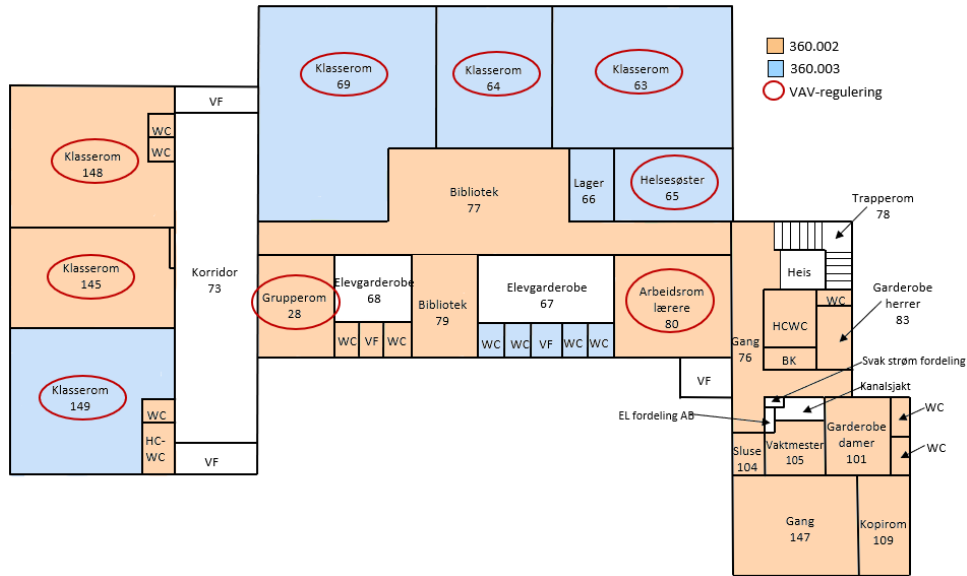 360.002
360.003
VAV-regulering
Klasserom
69
Klasserom
64
Klasserom
63
VF
WC
WC
Klasserom
148
Bibliotek
77
Lager
66
Helsesøster
65
Trapperom
78
Klasserom
145
Korridor
73
Heis
Grupperom
28
Elevgarderobe
68
Bibliotek
79
Elevgarderobe
67
Arbeidsrom
lærere
80
Garderobe
herrer
83
WC
HCWC
Gang
76
WC
VF
WC
WC
WC
VF
WC
WC
BK
Svak strøm fordeling
Kanalsjakt
VF
Klasserom
149
WC
HC-
WC
VF
EL fordeling AB
WC
Garderobe
damer
101
WC
Sluse
104
Vaktmester
105
Gang
147
Kopirom
109